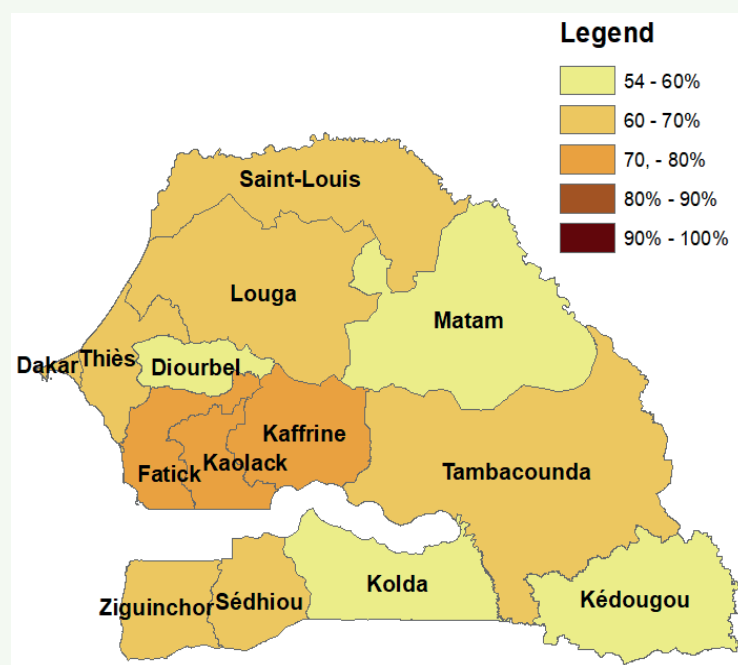 Legend
54 - 60%
60 - 70%
70, - 80%
80% - 90%
90% - 100%
Saint-Louis
Louga
Matam
Dakar
Thiès
Diourbel
Kaffrine
Kaolack
Fatick
Tambacounda
Kolda
Kédougou
Sédhiou
Ziguinchor